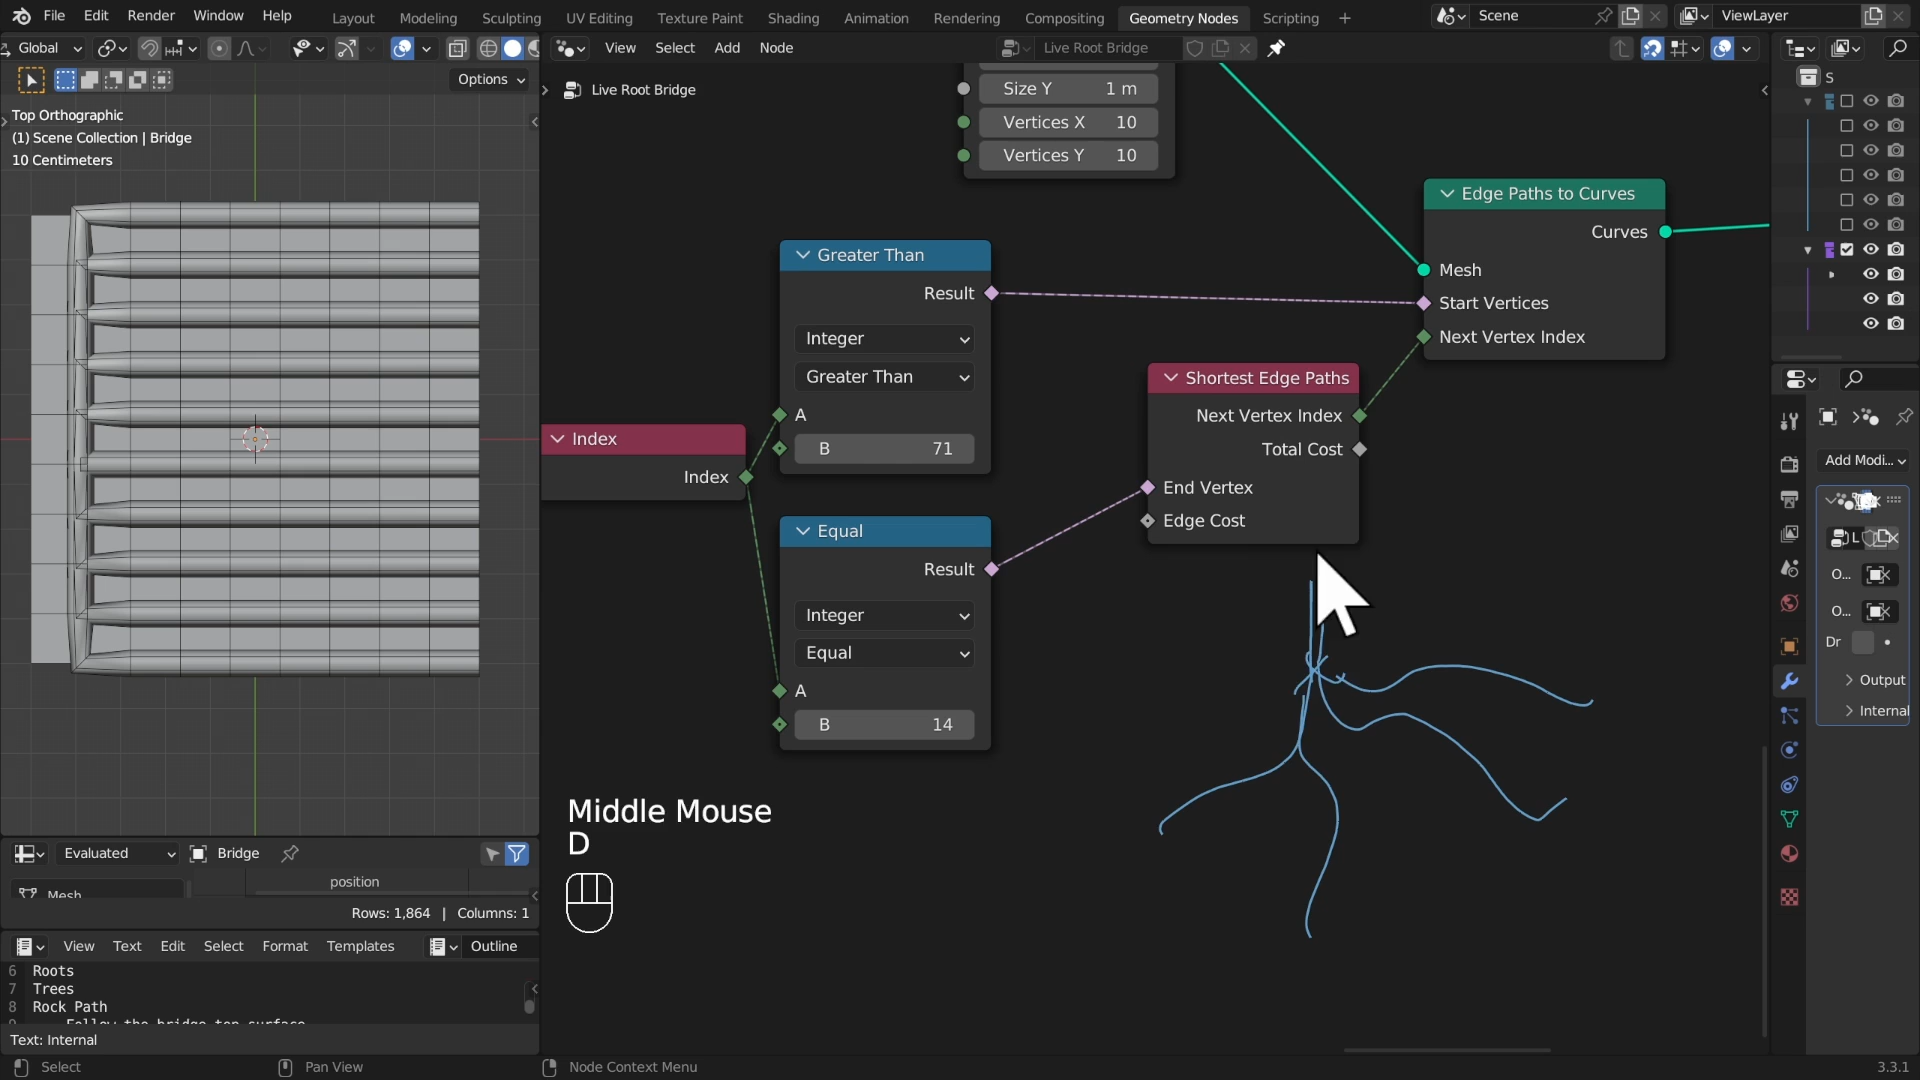 File Edit Render Window Help
Layout Modeling Sculpting UV Editing Texture Paint Shading Animation Rendering Compositing Geometry Nodes Scripting
Scene
ViewLayer
Global
View Select Add Node
Live Root Bridge
Options
Live Root Bridge
Top Orthographic
(1) Scene Collection | Bridge
10 Centimeters
Size Y 1 m
Vertices X 10
Vertices Y 10
S
Edge Paths to Curves
Curves
Mesh
Start Vertices
Next Vertex Index
Greater Than
Result
Integer
Greater Than
A
B 71
Shortest Edge Paths
Next Vertex Index
Total Cost
End Vertex
Edge Cost
Index
Index
Equal
Result
Integer
Equal
A
B 14
Add Modi...
L
O...
O...
Dr
Output
Internal
Middle Mouse
D
Evaluated
Bridge
Mesh
position
Rows: 1,864 | Columns: 1
View Text Edit Select Format Templates
Outline
6 Roots
7 Trees
8 Rock Path
Follow the bridge top surface
Text: Internal
Select
Pan View
Node Context Menu
3.3.1